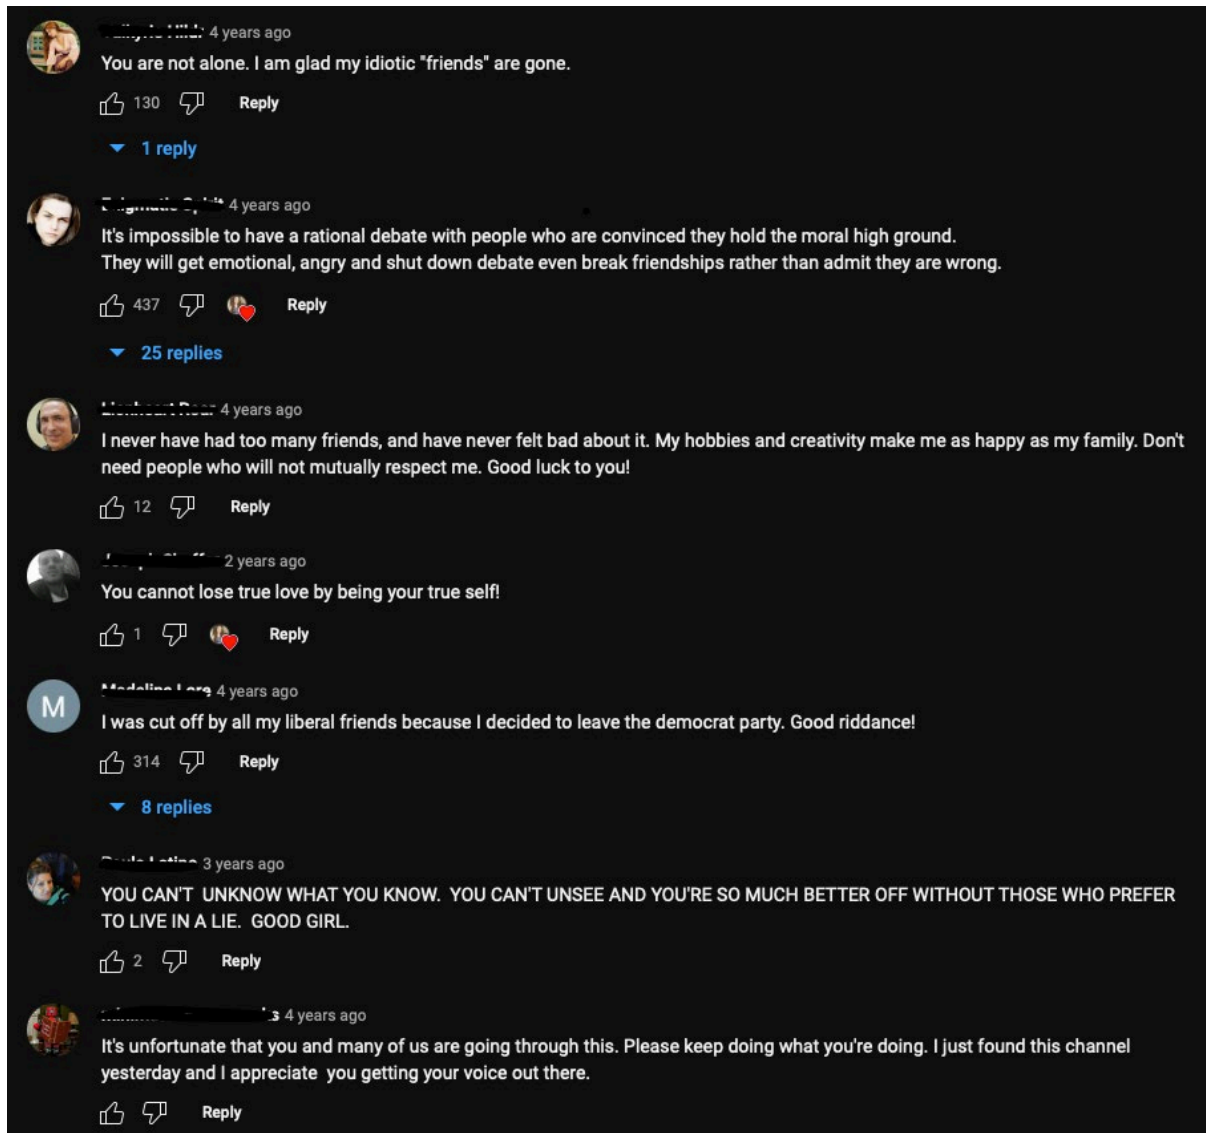 4 years ago
You are not alone. I am glad my idiotic "friends" are gone.
130 Reply
1 reply
4 years ago
It's impossible to have a rational debate with people who are convinced they hold the moral high ground.
They will get emotional, angry and shut down debate even break friendships rather than admit they are wrong.
437 Reply
25 replies
4 years ago
I never have had too many friends, and have never felt bad about it. My hobbies and creativity make me as happy as my family. Don't
need people who will not mutually respect me. Good luck to you!
12 Reply
2 years ago
You cannot lose true love by being your true self!
1 Reply
M
4 years ago
I was cut off by all my liberal friends because I decided to leave the democrat party. Good riddance!
314 Reply
8 replies
3 years ago
YOU CAN'T  UNKNOW WHAT YOU KNOW.  YOU CAN'T UNSEE AND YOU'RE SO MUCH BETTER OFF WITHOUT THOSE WHO PREFER
TO LIVE IN A LIE.  GOOD GIRL.
2 Reply
4 years ago
It's unfortunate that you and many of us are going through this. Please keep doing what you're doing. I just found this channel
yesterday and I appreciate  you getting your voice out there.
Reply